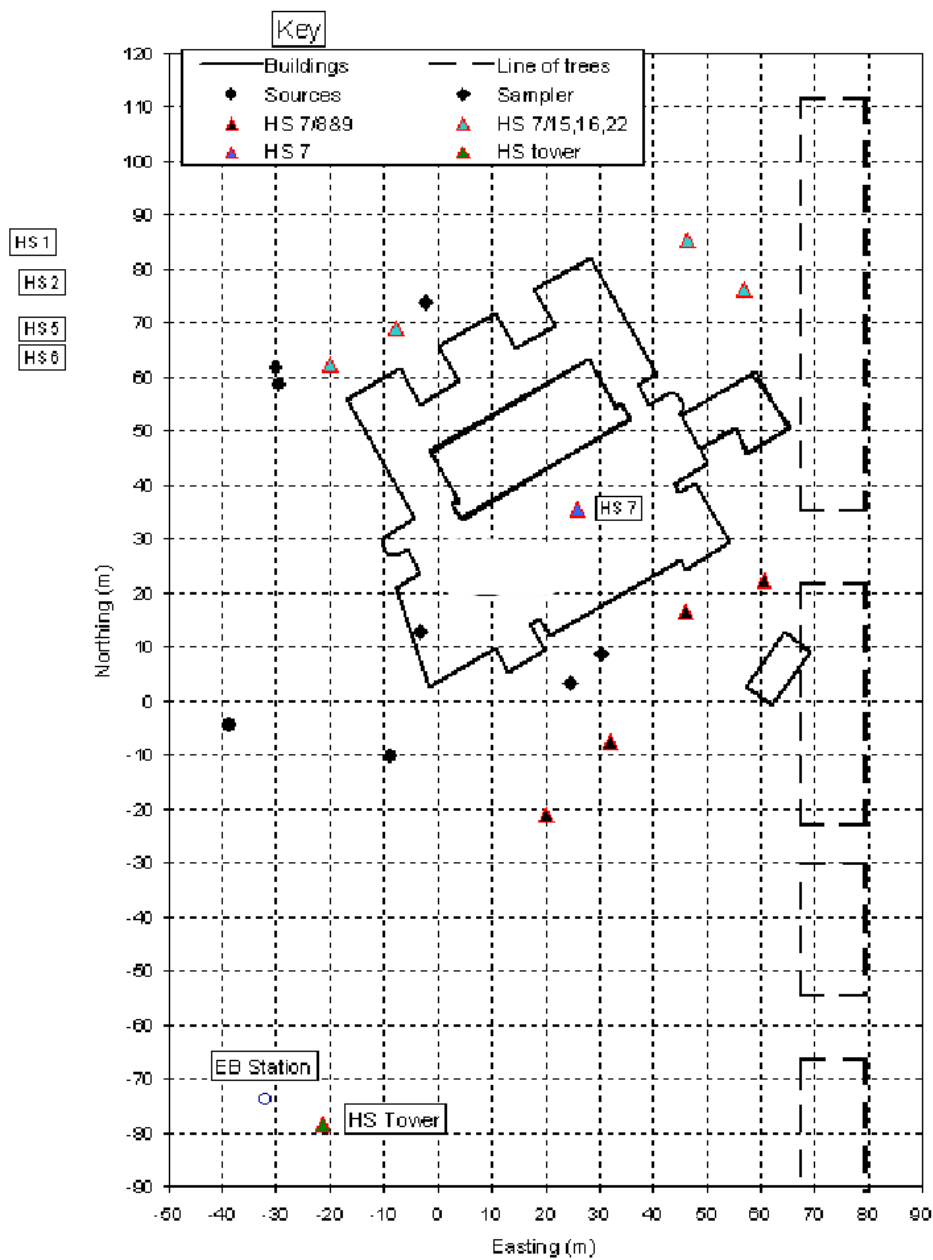 Key
Buildings
Line of trees
Sources
Sampler
HS 7/8&9
HS 7/15,16,22
HS 7
HS tower
120
110
100
90
80
70
60
50
40
30
20
10
0
-10
-20
-30
-40
-50
-60
-70
-80
-90
Northing (m)
HS 1
HS 2
HS 5
HS 6
HS 7
EB Station
HS Tower
-50 -40 -30 -20 -10 0 10 20 30 40 50 60 70 80 90
Easting (m)